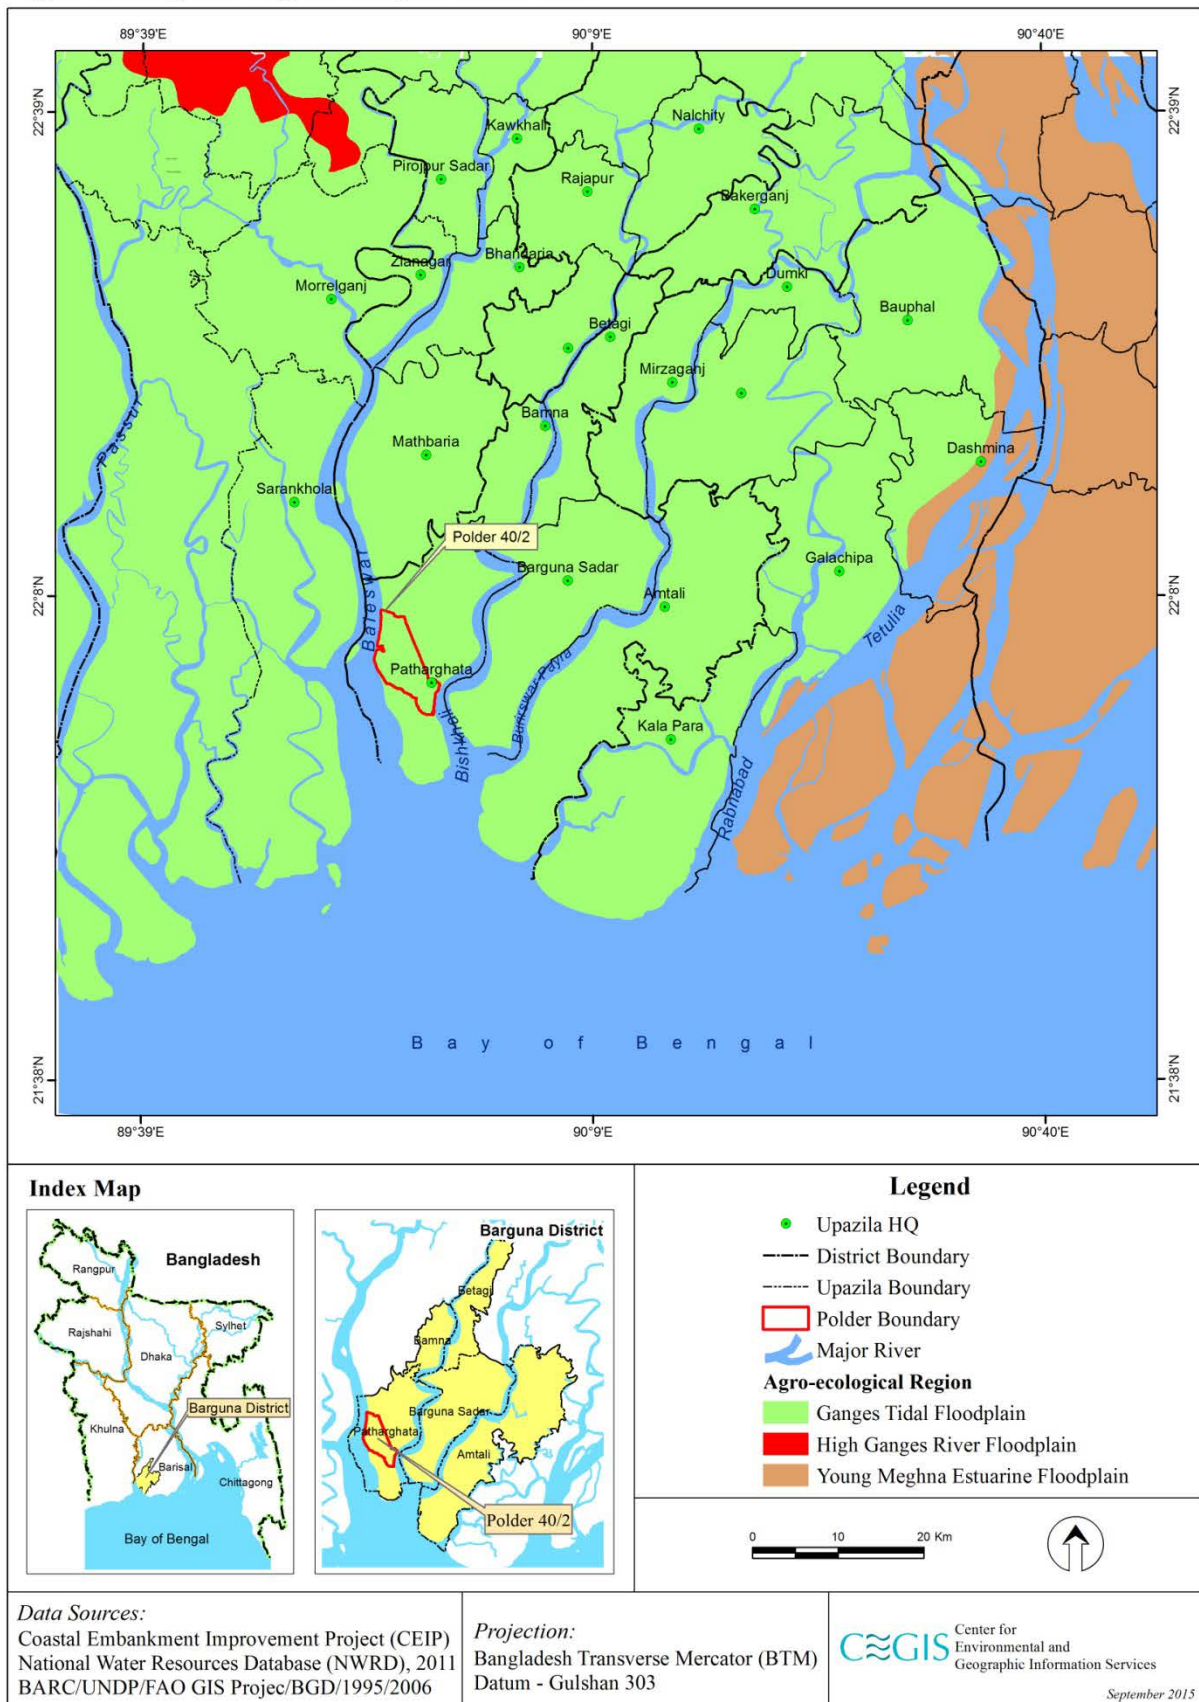 89°39'E
90°9'E
90°40'E
22°39'N
22°39'N
Kawkhali
Nalchity
Pirojpur Sadar
Rajapur
Bakerganj
Zianagar
Bhandaria
Dumki
Morrelganj
Bauphal
Betagi
Mirzaganj
Passur
Bamna
Mathbaria
Dashmina
Sarankhola
Polder 40/2
Galachipa
Barguna Sadar
22°8'N
22°8'N
Baleswar
Amtali
Tetulia
Patharghata
Burirswar Payra
Bishkhali
Kala Para
Rabnabad
Bay of Bengal
21°38'N
21°38'N
89°39'E
90°9'E
90°40'E
Index Map
Bangladesh
Rangpur
Rajshahi
Sylhet
Dhaka
Barguna District
Khulna
Barisal
Chittagong
Bay of Bengal
Barguna District
Betagi
Bamna
Barguna Sadar
Patharghata
Amtali
Polder 40/2
Legend
Upazila HQ
District Boundary
Upazila Boundary
Polder Boundary
Major River
Agro-ecological Region
Ganges Tidal Floodplain
High Ganges River Floodplain
Young Meghna Estuarine Floodplain
0 10 20 Km
Data Sources:
Coastal Embankment Improvement Project (CEIP)
National Water Resources Database (NWRD), 2011
BARC/UNDP/FAO GIS Projec/BGD/1995/2006
Projection:
Bangladesh Transverse Mercator (BTM)
Datum - Gulshan 303
CEGIS
Center for
Environmental and
Geographic Information Services
September 2015